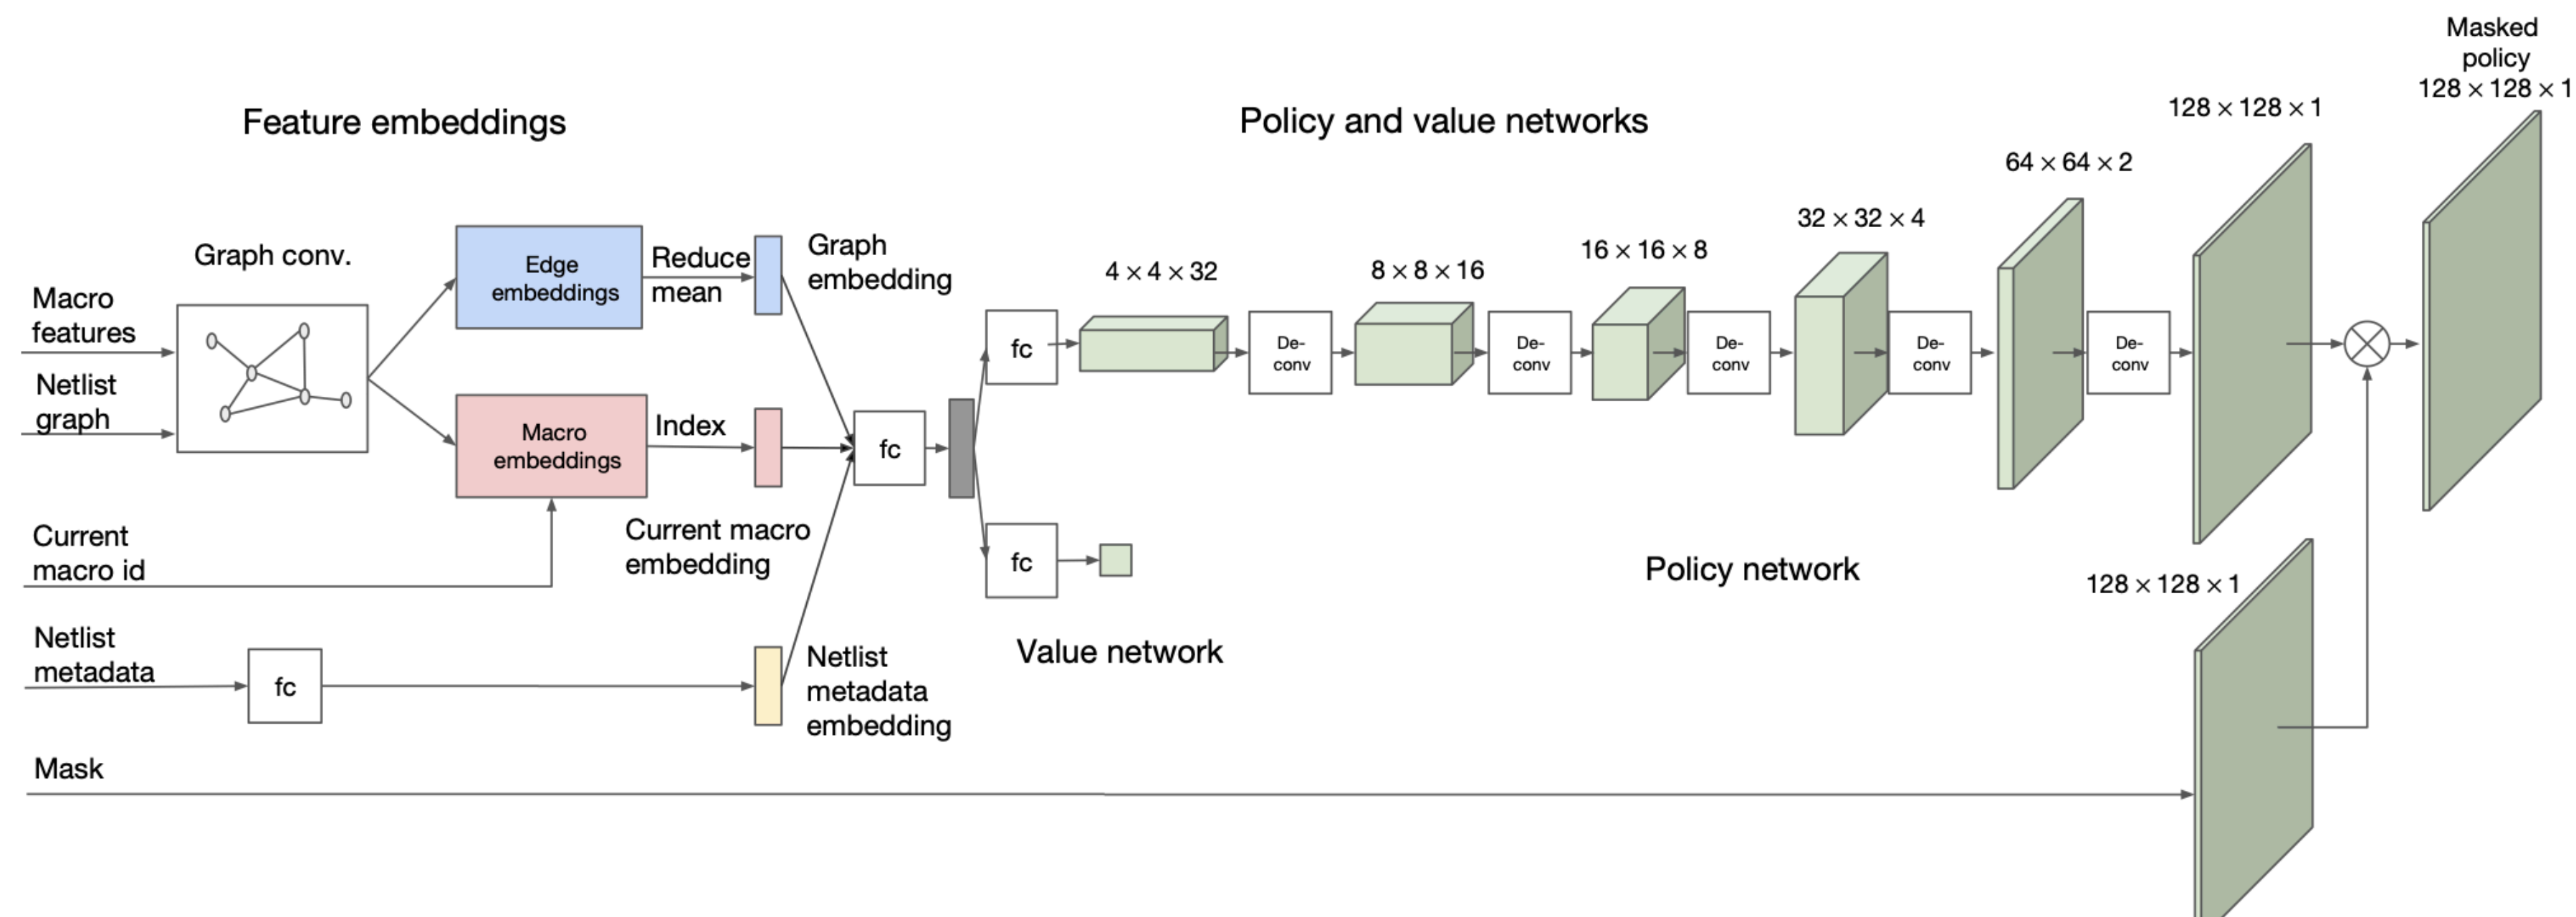 Feature embeddings
Policy and value networks
Masked
policy
128 × 128 × 1
128 × 128 × 1
64 × 64 × 2
32 × 32 × 4
16 × 16 × 8
8 × 8 × 16
4 × 4 × 32
Graph conv.
Macro
features
Netlist
graph
Edge
embeddings
Reduce
mean
Graph
embedding
Macro
embeddings
Index
Current macro
embedding
Current
macro id
Netlist
metadata
fc
Netlist
metadata
embedding
Mask
fc
fc
De-
conv
De-
conv
De-
conv
De-
conv
De-
conv
fc
Value network
Policy network
128 × 128 × 1